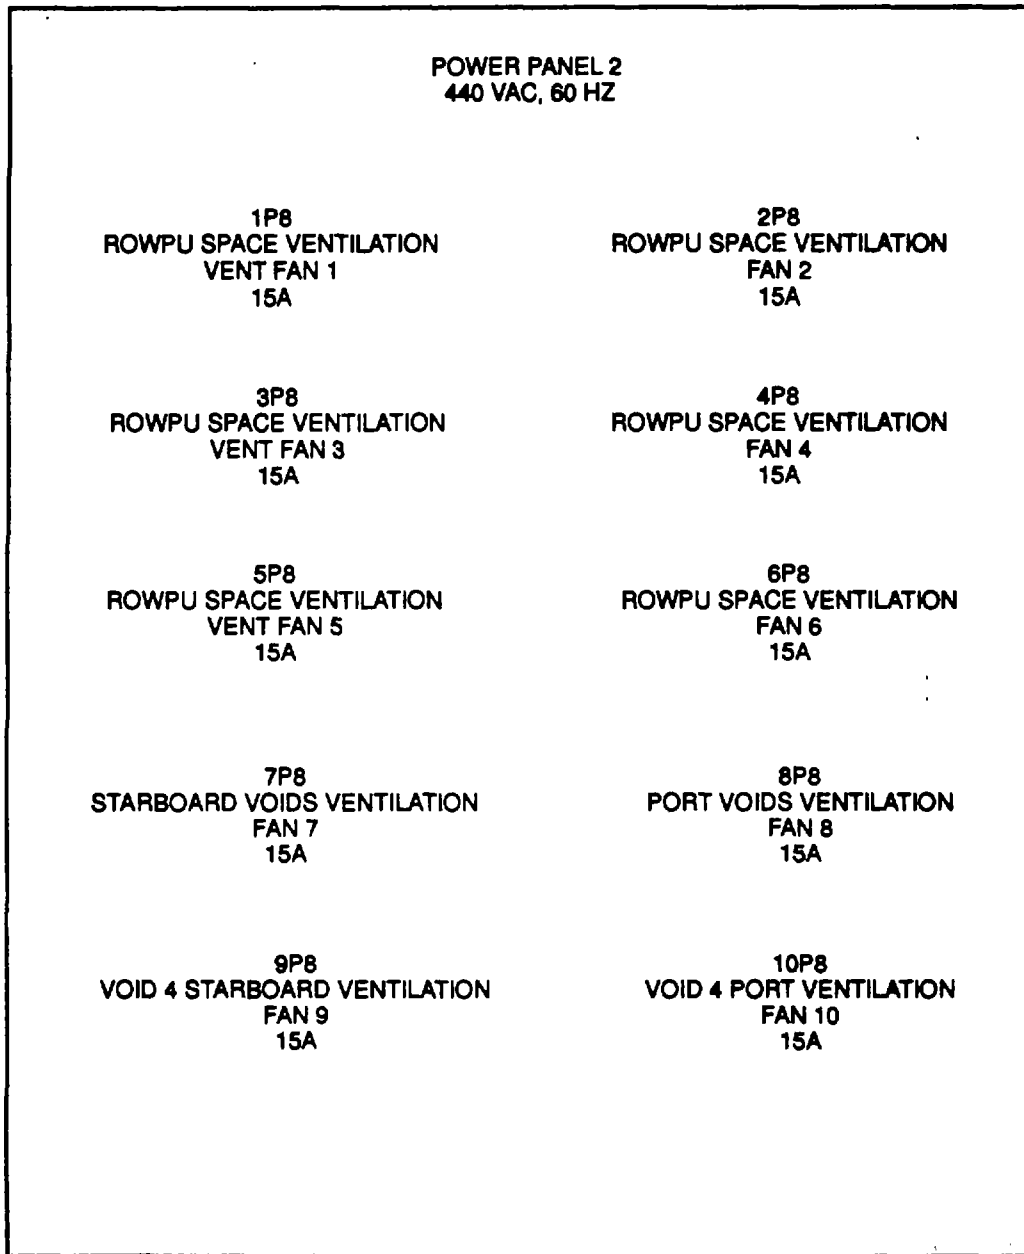 POWER PANEL 2
440 VAC, 60 HZ
1P8
ROWPU SPACE VENTILATION
VENT FAN 1
15A
2P8
ROWPU SPACE VENTILATION
FAN 2
15A
3P8
ROWPU SPACE VENTILATION
VENT FAN 3
15A
4P8
ROWPU SPACE VENTILATION
FAN 4
15A
5P8
ROWPU SPACE VENTILATION
VENT FAN 5
15A
6P8
ROWPU SPACE VENTILATION
FAN 6
15A
7P8
STARBOARD VOIDS VENTILATION
FAN 7
15A
8P8
PORT VOIDS VENTILATION
FAN 8
15A
9P8
VOID 4 STARBOARD VENTILATION
FAN 9
15A
10P8
VOID 4 PORT VENTILATION
FAN 10
15A